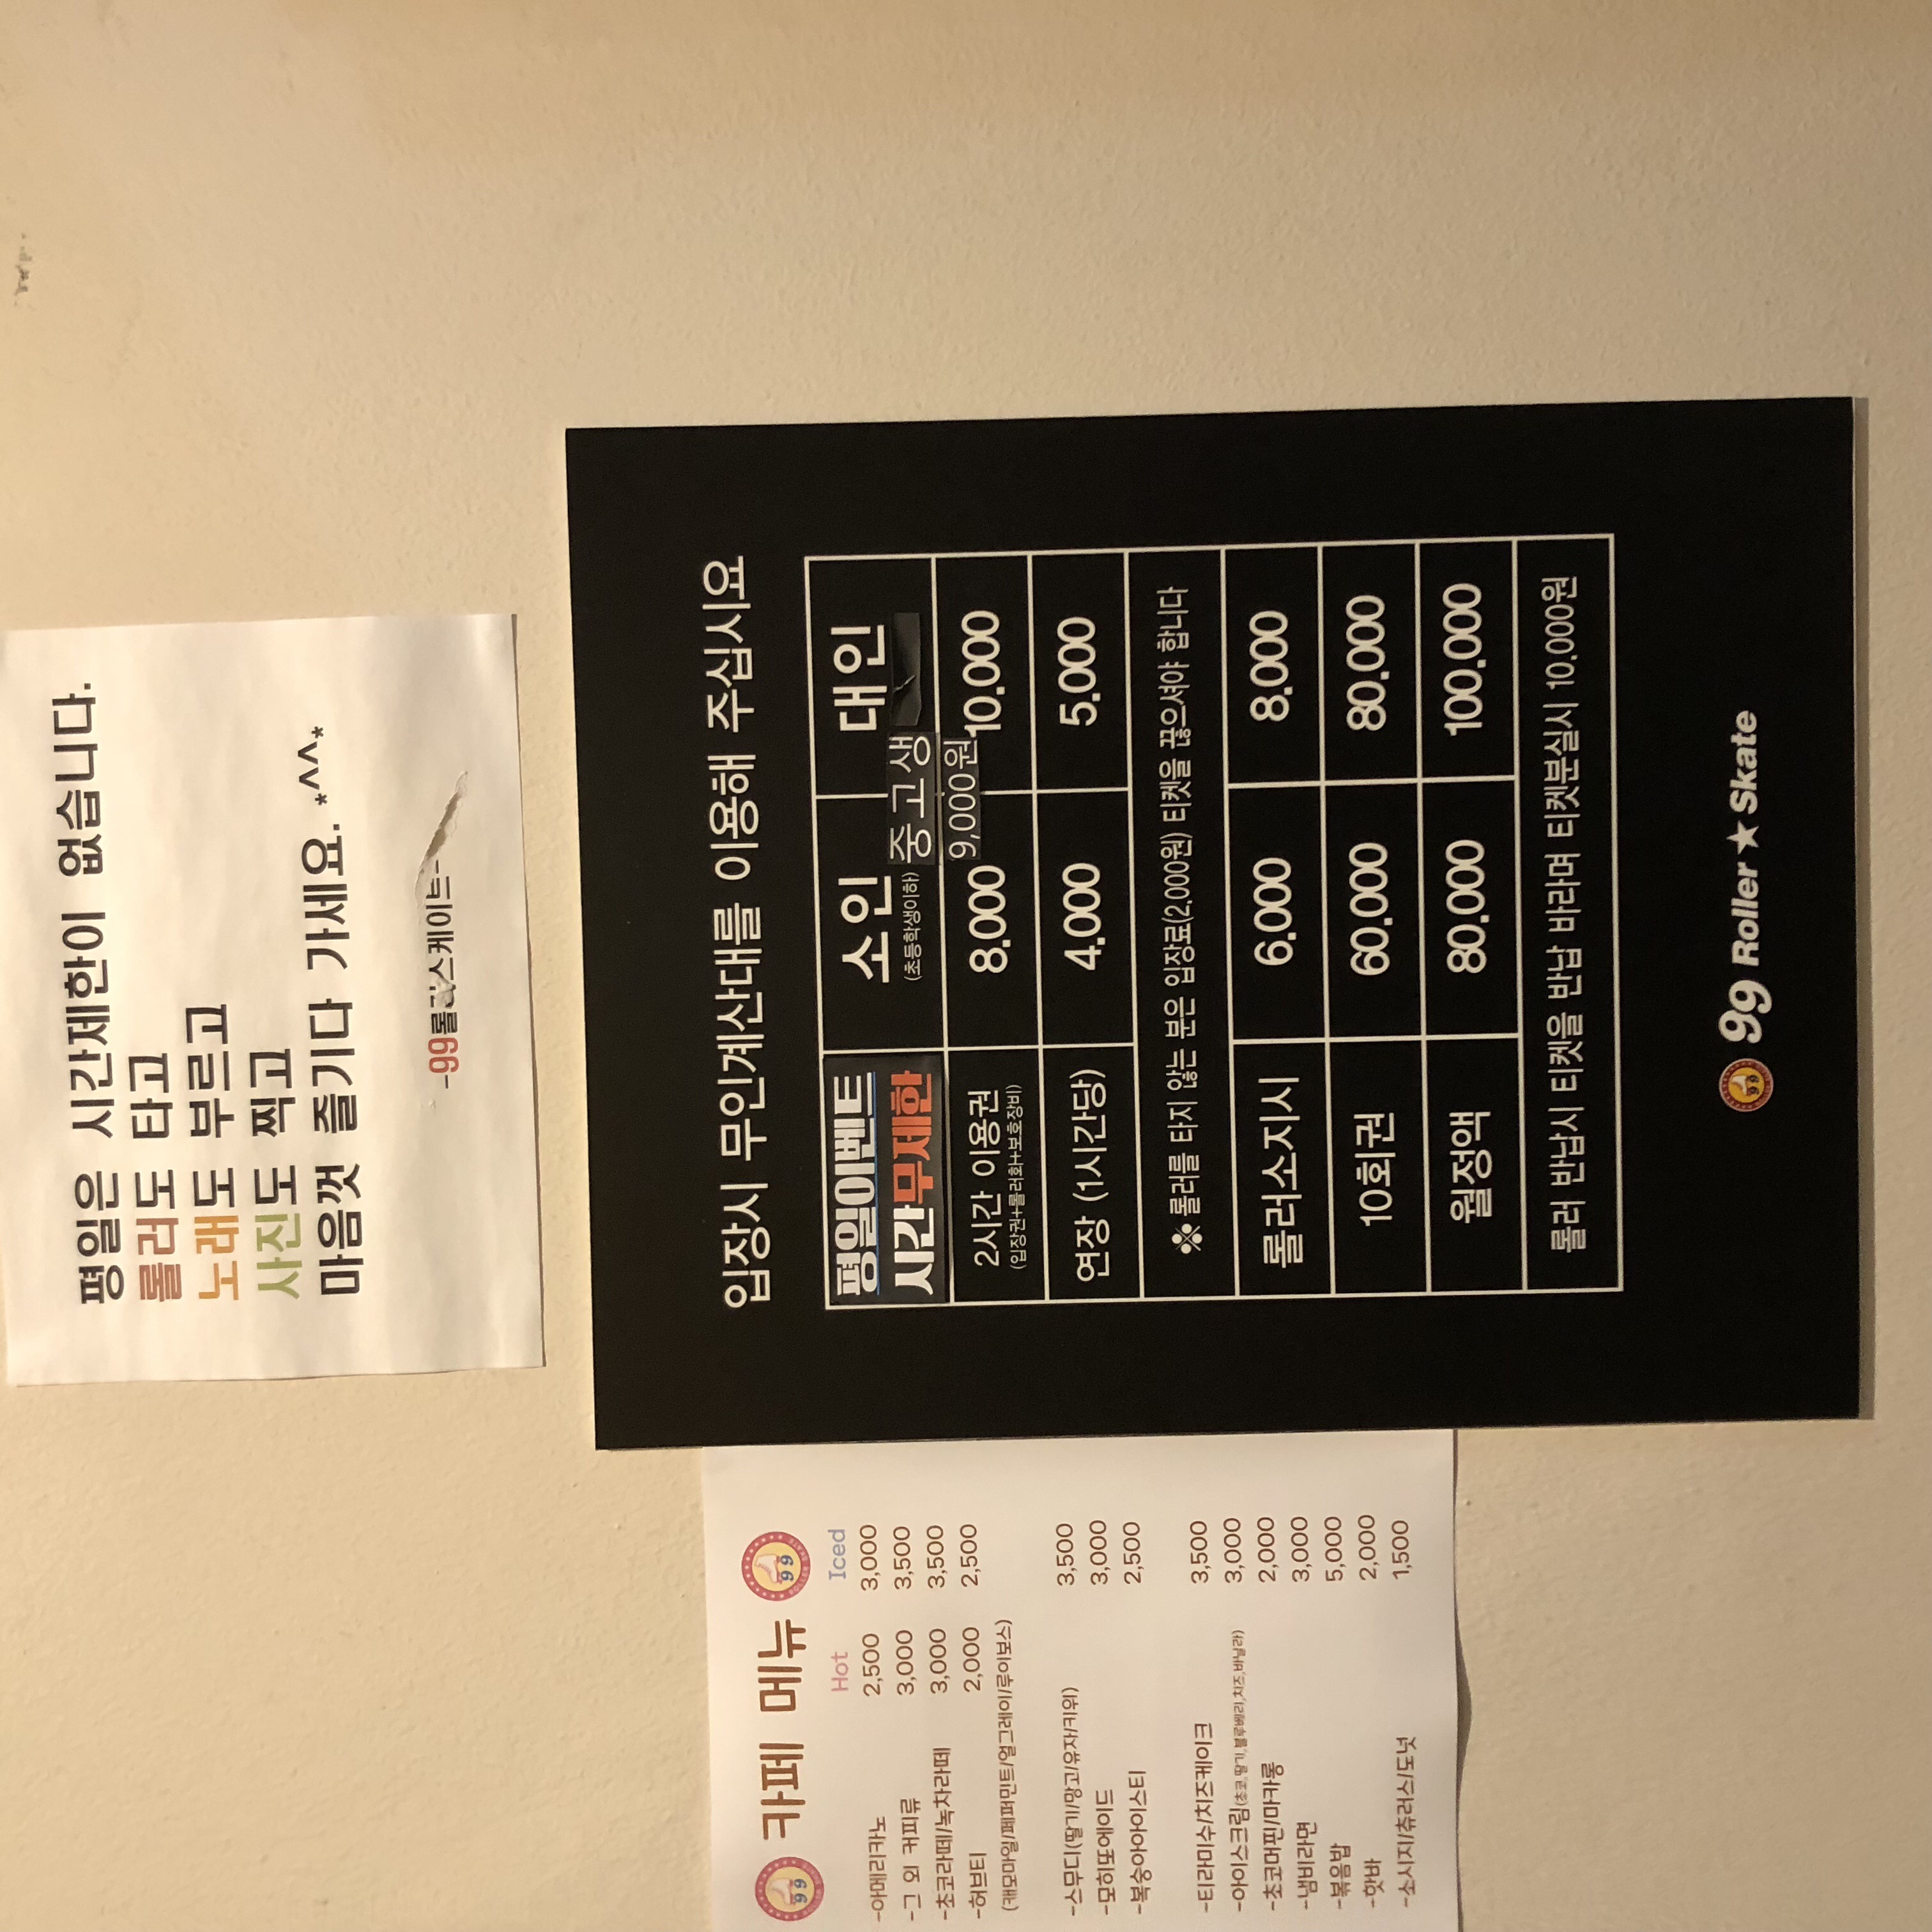 평일은 시간제한이 없습니다.
롤러도 타고
노래도 부르고
사진도 찍고
마음껏 즐기다 가세요. *^^*
-99롤러스케이트-
카페 메뉴
Hot Iced
-아메리카노 2,500 3,000
-그 외 커피류 3,000 3,500
-초코라떼/녹차라떼 3,000 3,500
-허브티 2,000 2,500
(캐모마일/페퍼민트/얼그레이/루이보스)
-스무디(딸기/망고/유자/키위) 3,500
-모히또에이드 3,000
-복숭아아이스티 2,500
-티라미수/치즈케이크 3,500
-아이스크림(초코,딸기,블루베리,치즈,바닐라) 3,000
-초코머핀/마카롱 2,000
-냄비라면 3,000
-볶음밥 5,000
-핫바 2,000
-소시지/츄러스/도넛 1,500
입장시 무인계산대를 이용해 주십시요
평일이벤트
시간무제한
소인
(초등학생이하)
중고생
9,000원
대인
2시간 이용권 8,000 10,000
(입장권+롤러화+보호장비)
연장 (1시간당) 4,000 5,000
※ 롤러를 타지 않는 분은 입장료(2,000원) 티켓을 끊으셔야 합니다
롤러소지시 6,000 8,000
10회권 60,000 80,000
월정액 80,000 100,000
롤러 반납시 티켓을 반납 바라며 티켓분실시 10,000원
99 Roller★Skate